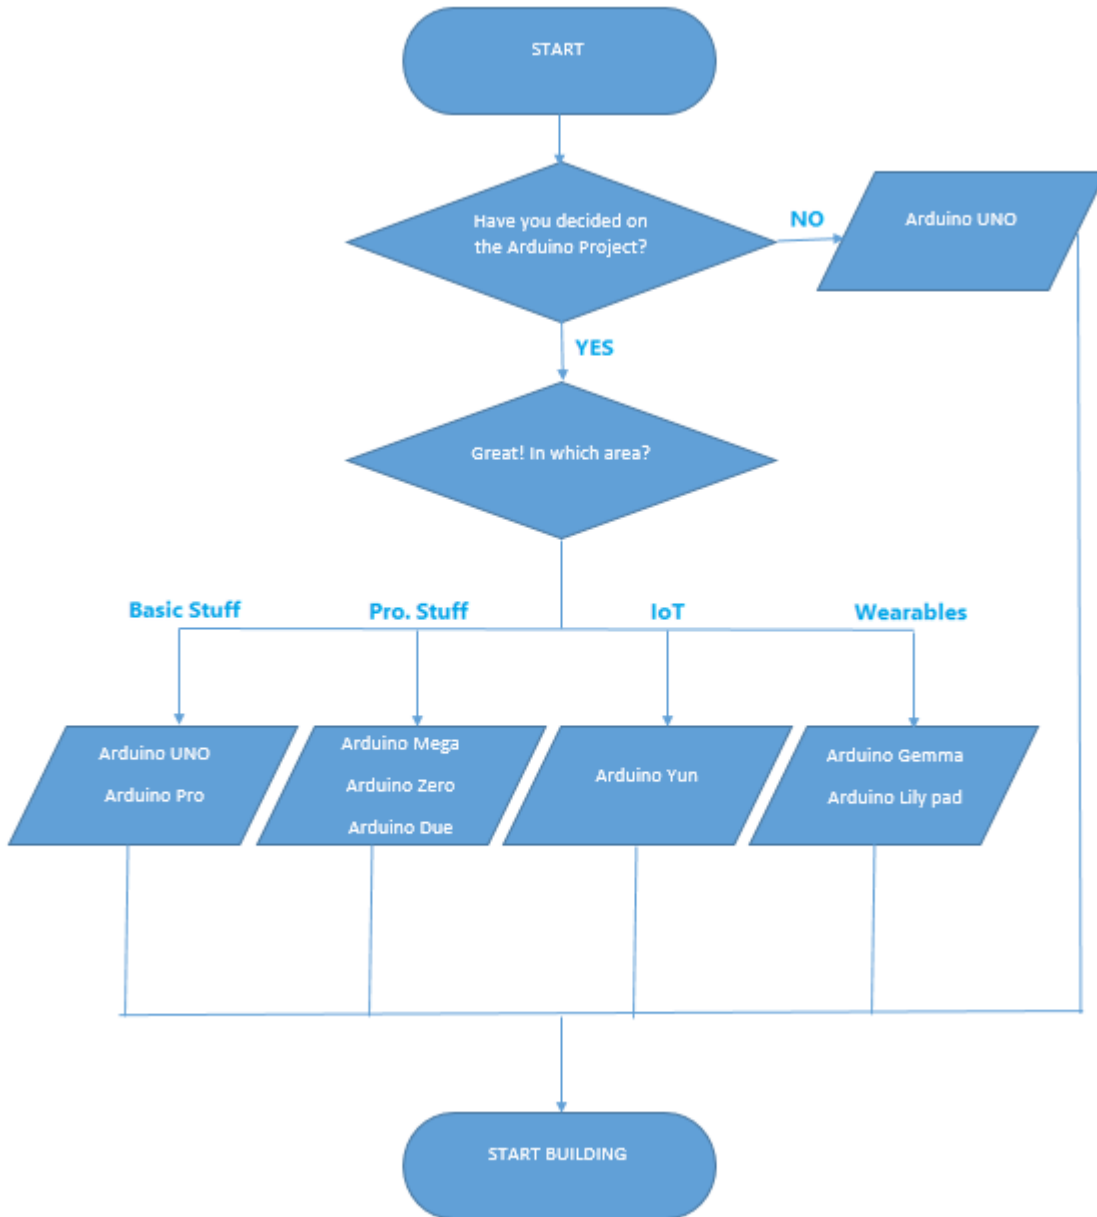 START
Have you decided on
the Arduino Project?
NO
Arduino UNO
YES
Great! In which area?
Basic Stuff
Pro. Stuff
IoT
Wearables
Arduino UNO
Arduino Pro
Arduino Mega
Arduino Zero
Arduino Due
Arduino Yun
Arduino Gemma
Arduino Lily pad
START BUILDING